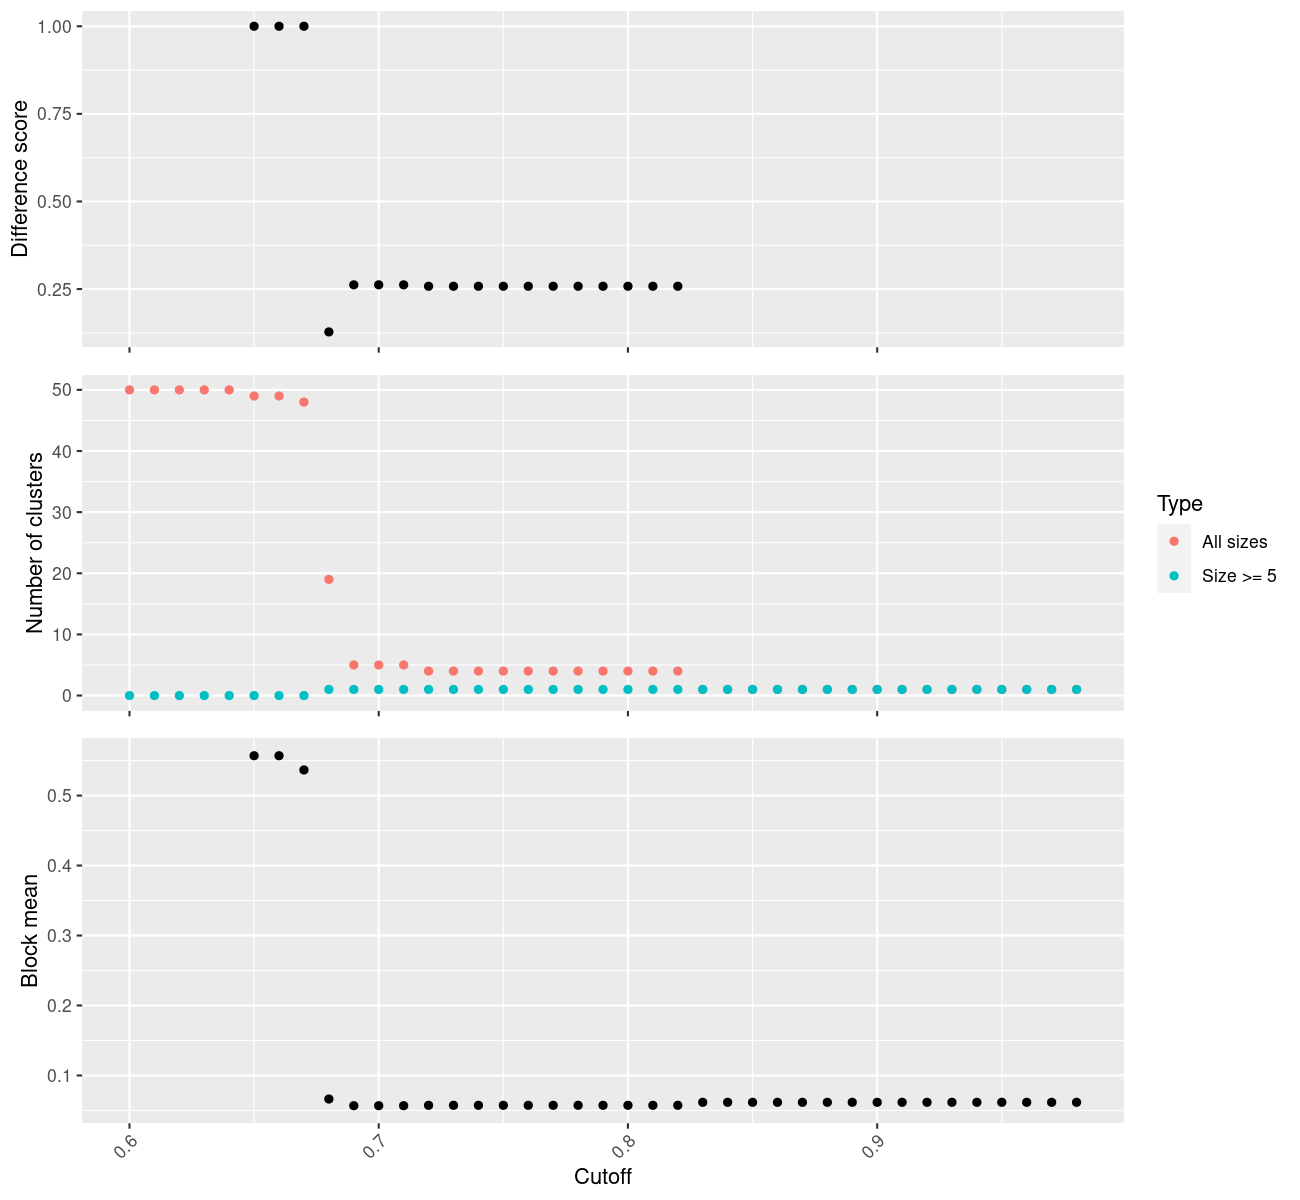 1.00
0.75
0.50
0.25
Difference score
50
40
30
20
10
0
Number of clusters
Type
All sizes
Size >= 5
0.5
0.4
0.3
0.2
0.1
Block mean
0.6 0.7 0.8 0.9
Cutoff